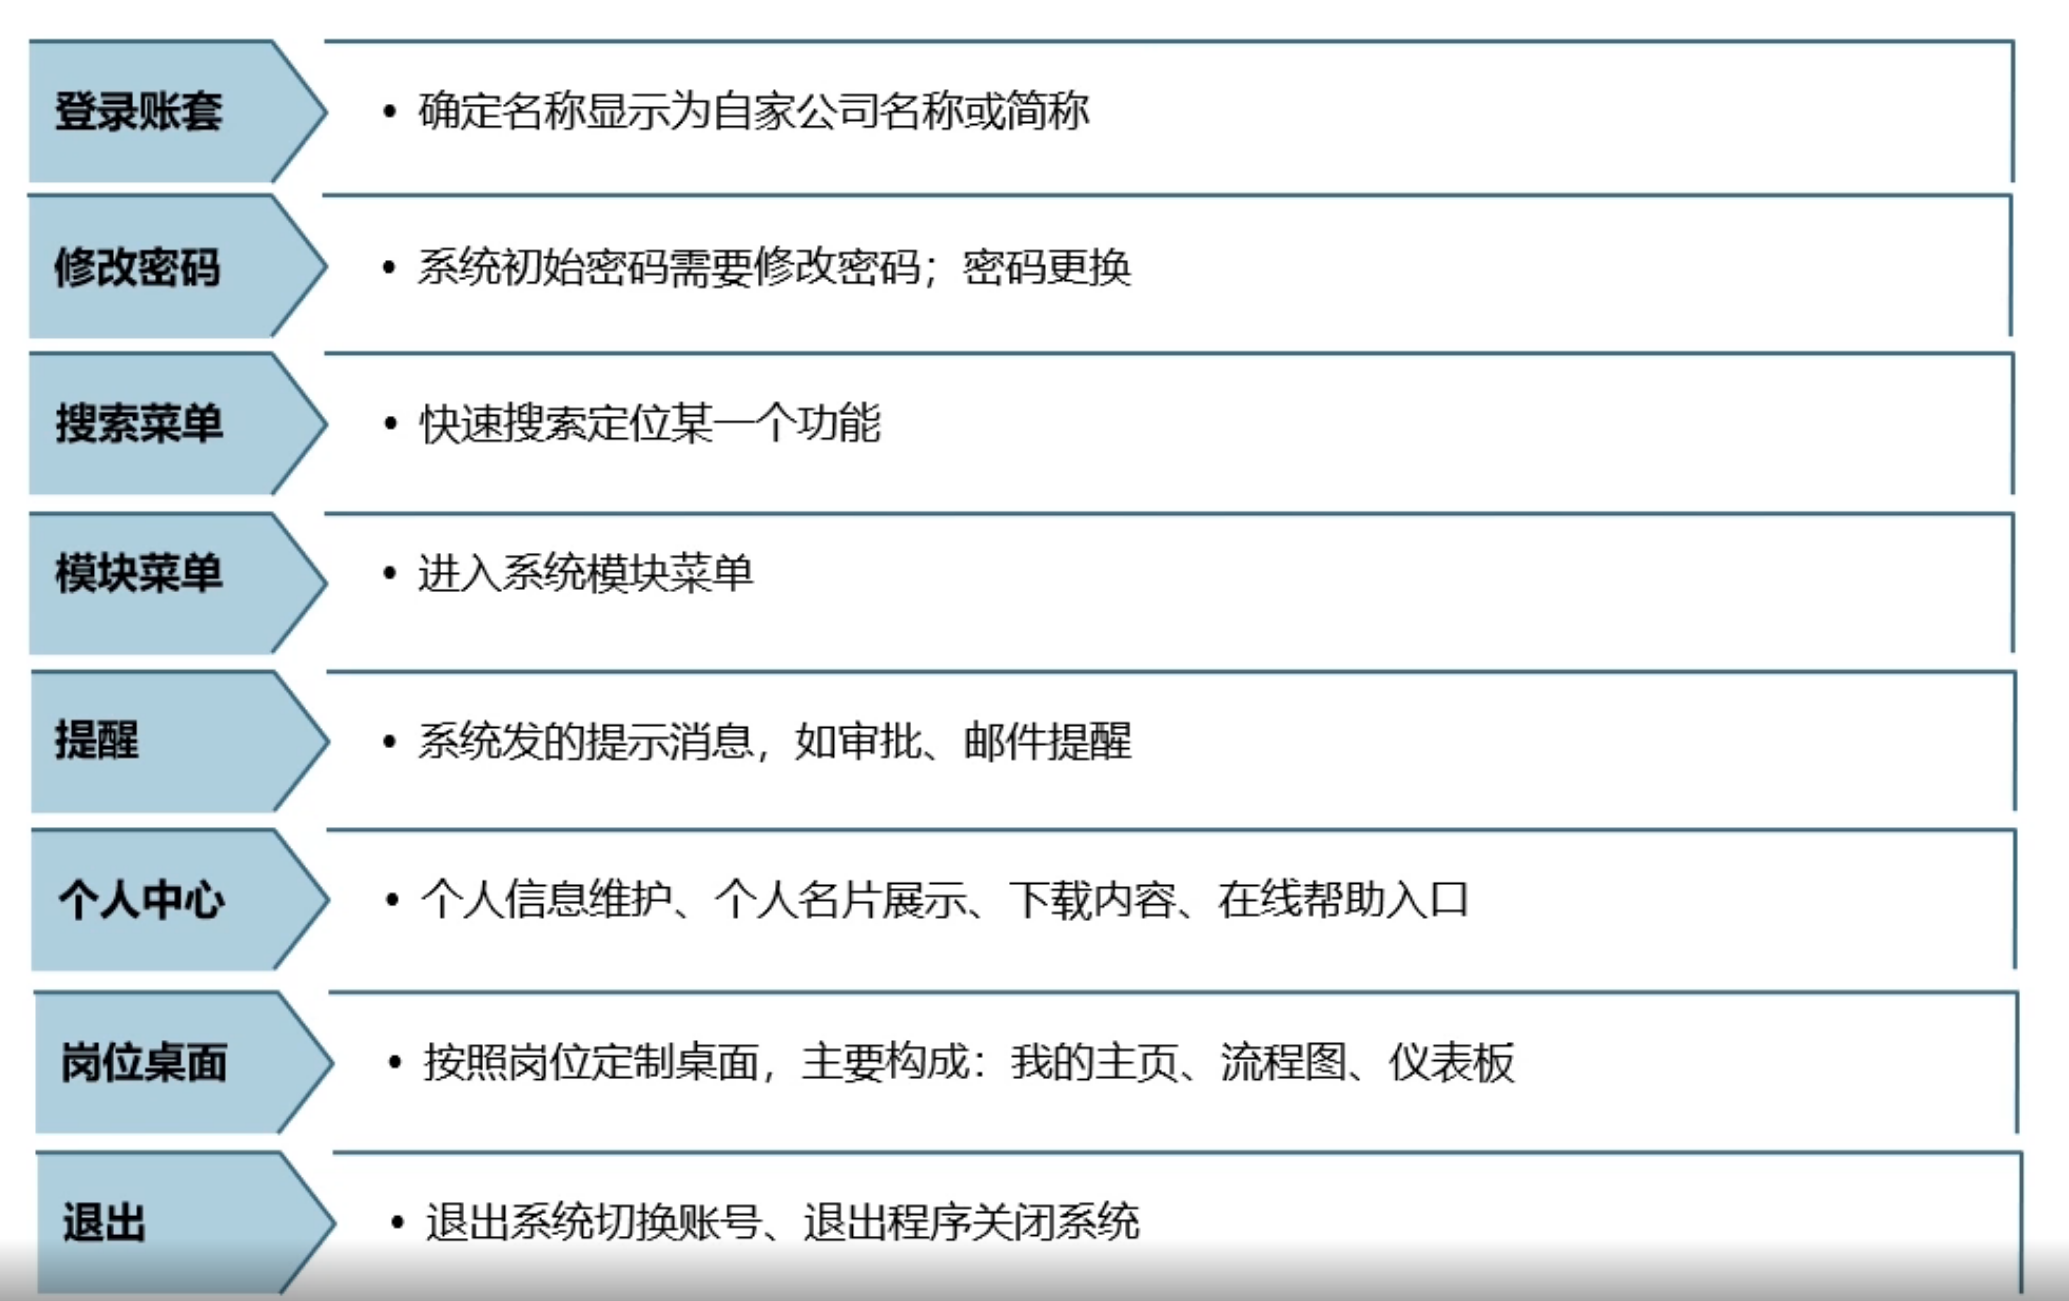 登录账套
• 确定名称显示为自家公司名称或简称
修改密码
• 系统初始密码需要修改密码；密码更换
搜索菜单
• 快速搜索定位某一个功能
模块菜单
• 进入系统模块菜单
提醒
• 系统发的提示消息，如审批、邮件提醒
个人中心
• 个人信息维护、个人名片展示、下载内容、在线帮助入口
岗位桌面
• 按照岗位定制桌面，主要构成：我的主页、流程图、仪表板
退出
• 退出系统切换账号、退出程序关闭系统